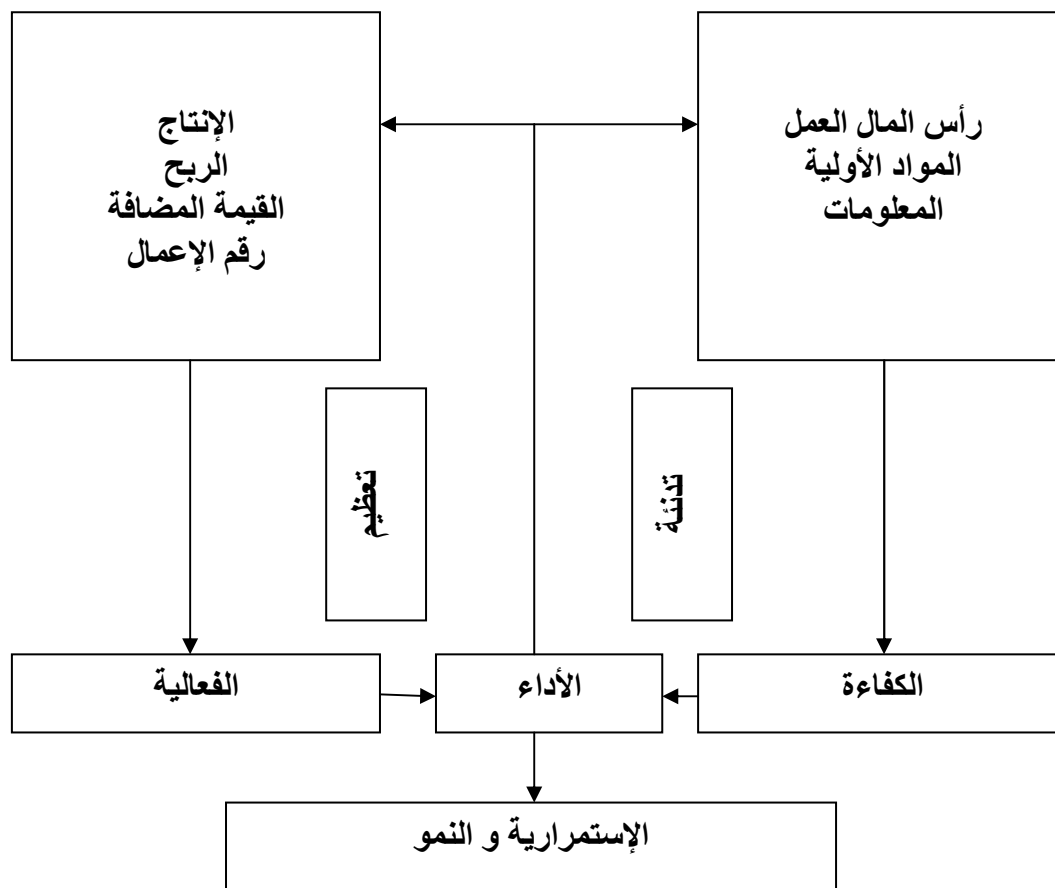 رأس المال العمل
المواد الأولية
المعلومات
الإنتاج
الربح
القيمة المضافة
رقم الإعمال
تدنئة
تعظيم
الكفاءة
الأداء
الفعالية
الإستمرارية و النمو